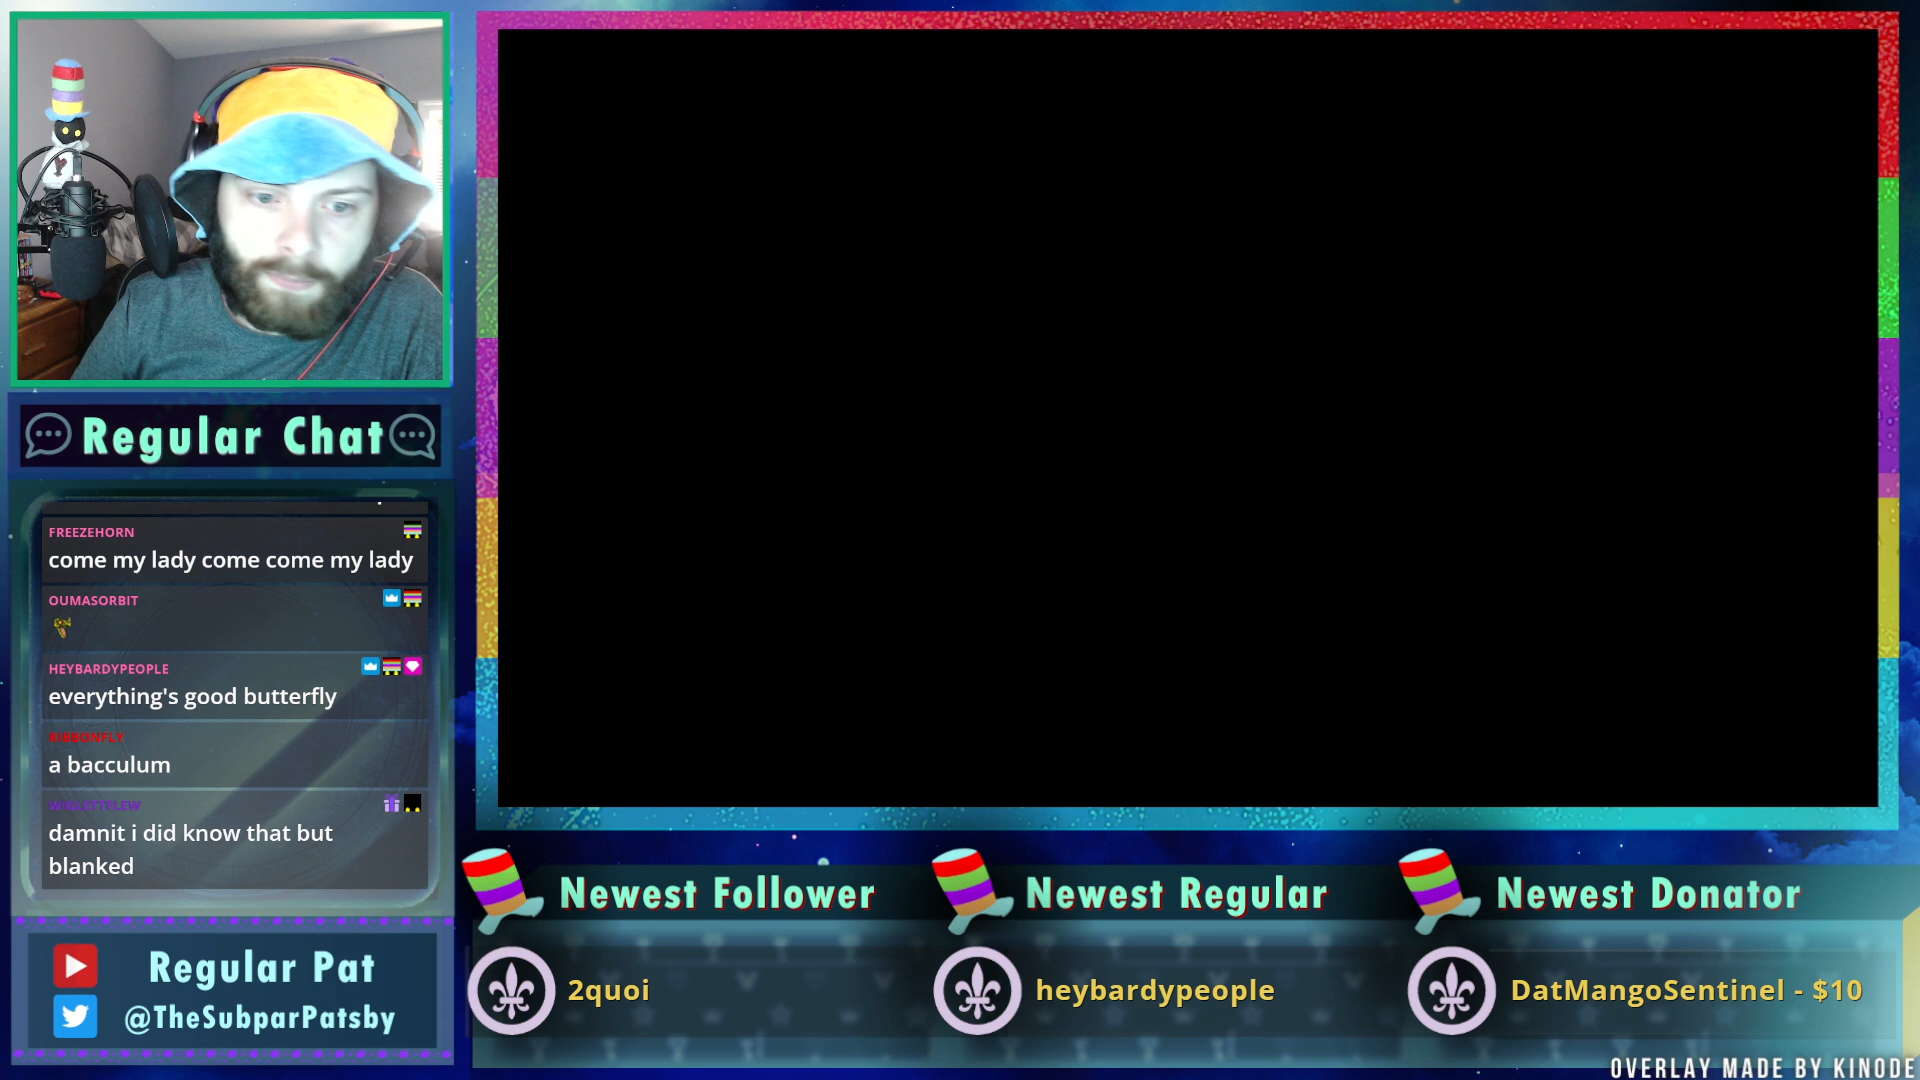 Regular Chat
FREEZEHORN
come my lady come come my lady
OUMASORBIT
HEYBARDYPEOPLE
everything's good butterfly
RIBBONFLY
a bacculum
damnit i did know that but
blanked
Regular Pat
@TheSubparPatsby
Newest Follower
2quoi
Newest Regular
heybardypeople
Newest Donator
DatMangoSentinel - $10
OVERLAY MADE BY KINODE